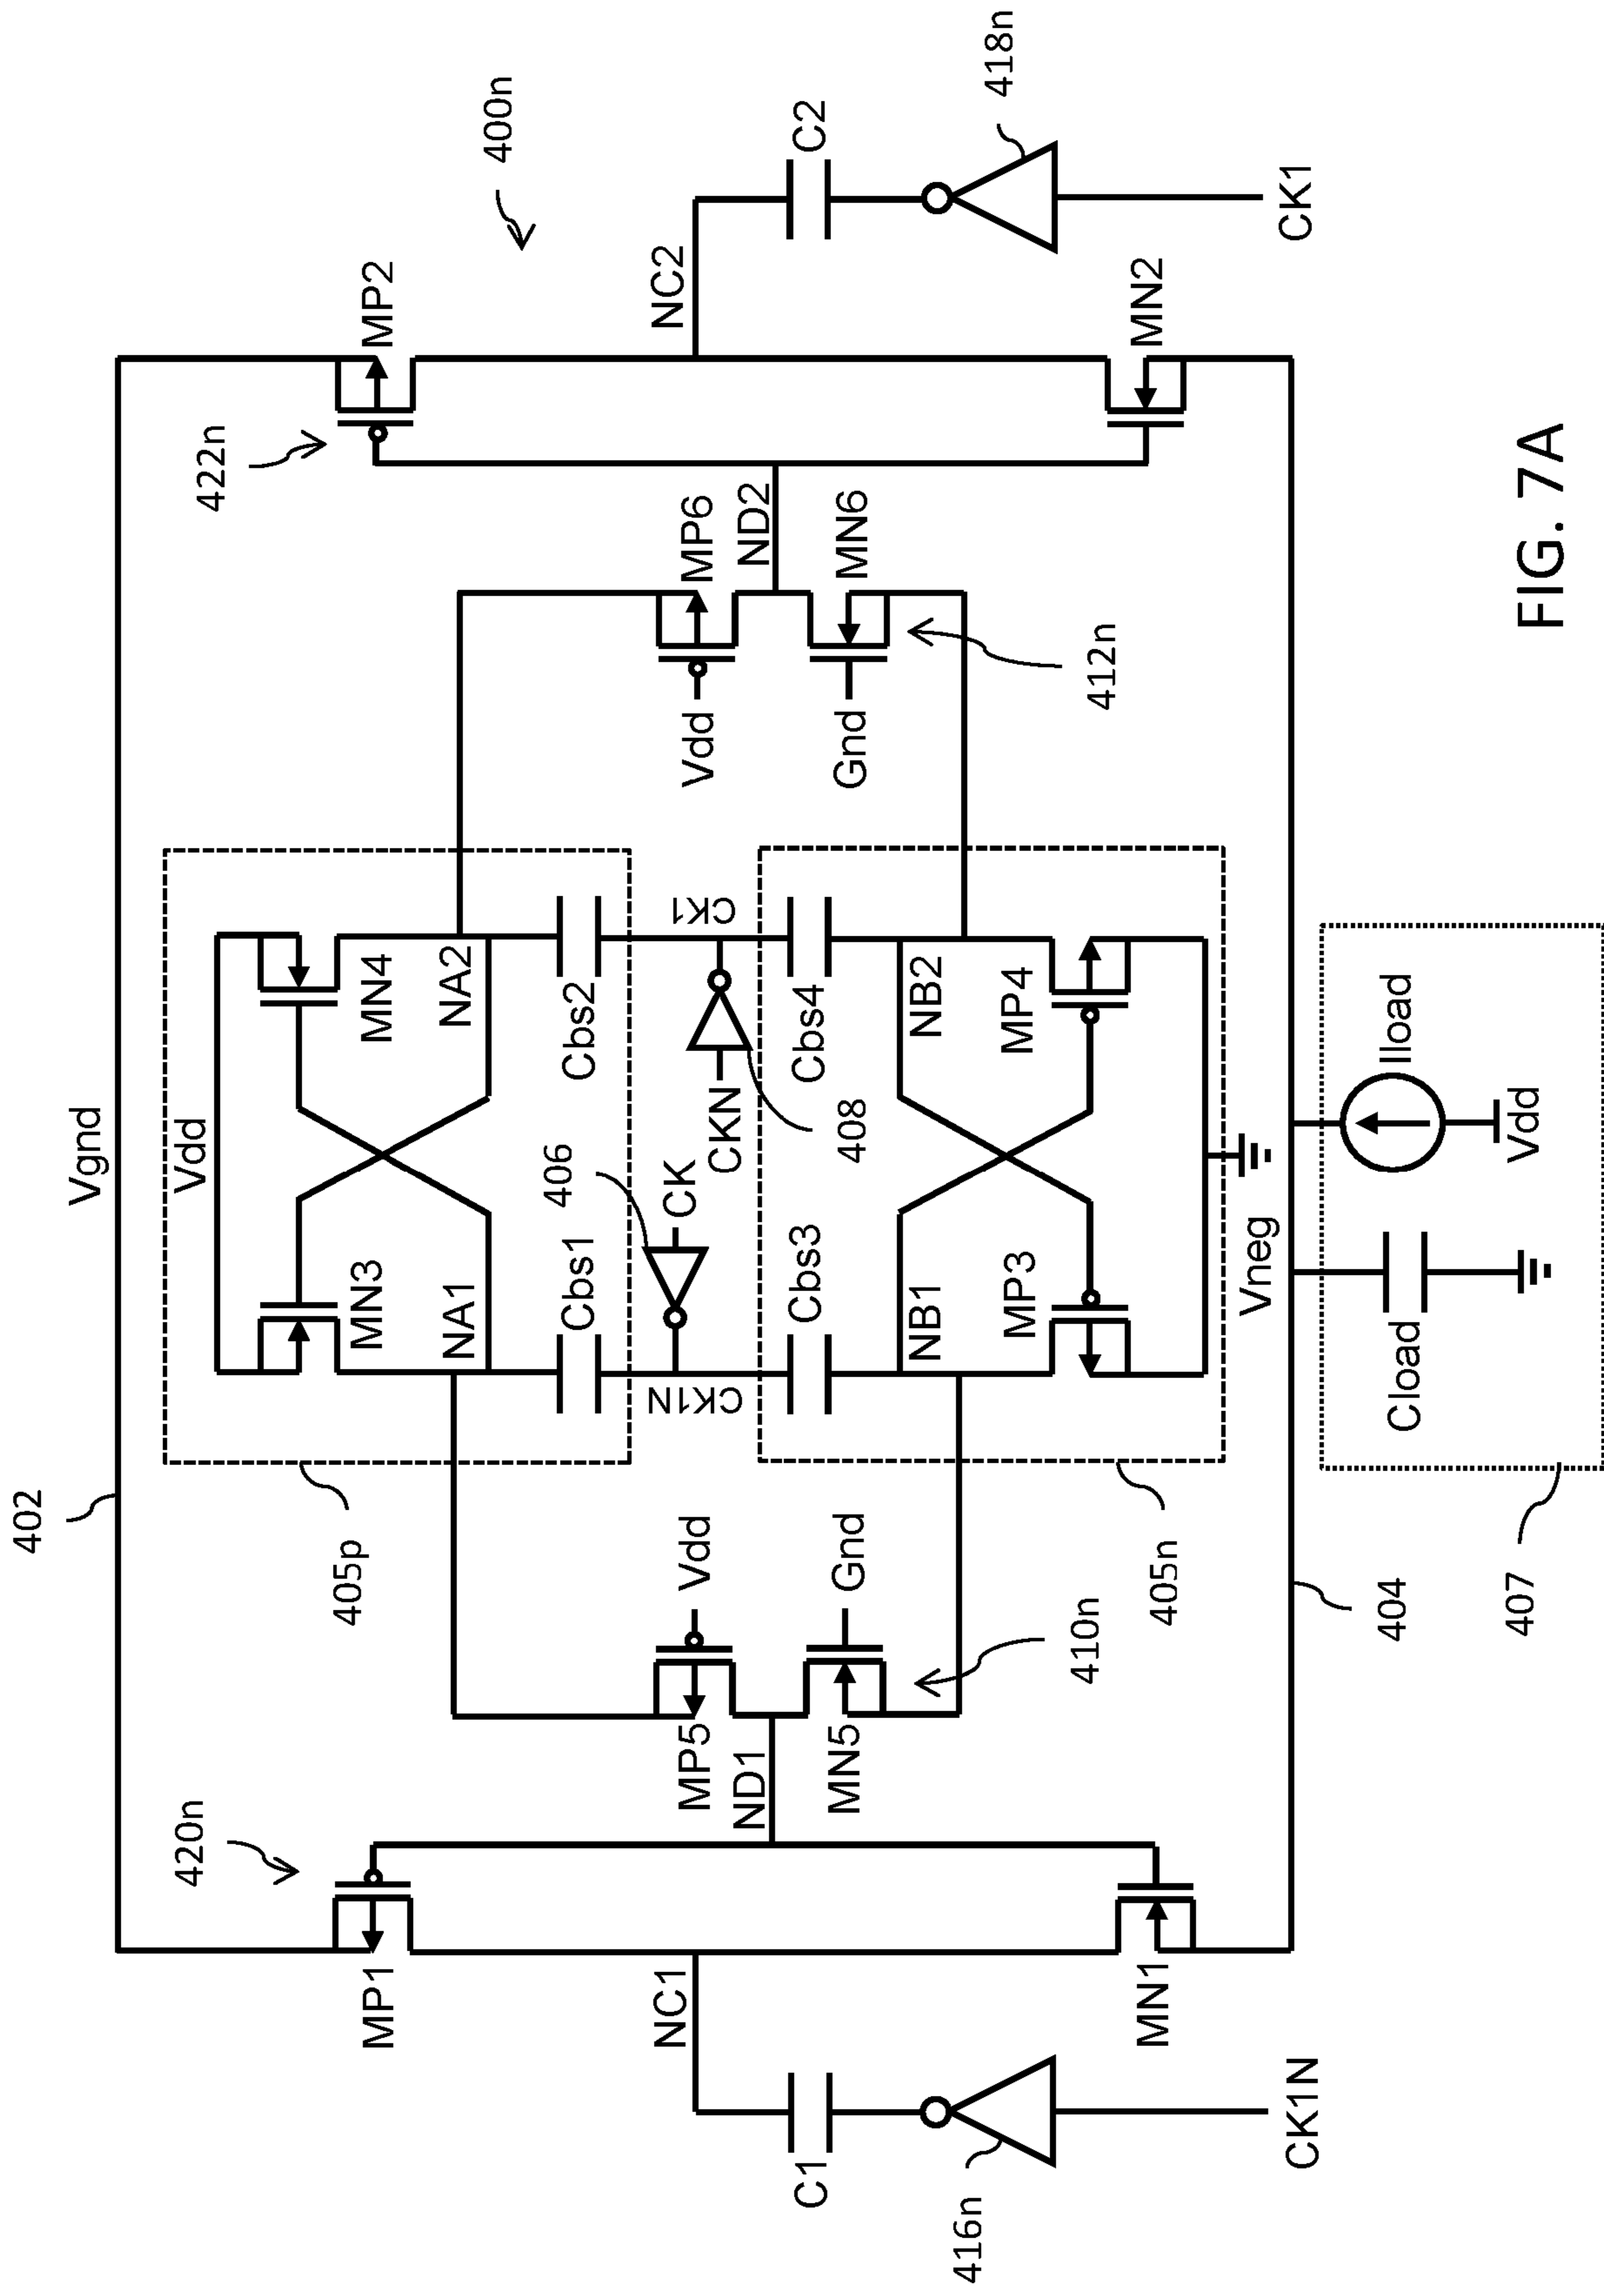 402
Vgnd
400n
420n
MP1
405p
Vdd
MN3
MN4
422n
MP2
NA1
NA2
Cbs1
Cbs2
406
CK
CK1N
CKN
CK1
408
NC1
MP5
Vdd
ND1
Gnd
MN5
410n
Vdd
MP6
ND2
Gnd
MN6
412n
NC2
C1
C2
416n
418n
CK1N
CK1
Cbs3
Cbs4
NB1
NB2
MP3
MP4
405n
MN1
MN2
Vneg
404
407
Cload
Iload
Vdd
FIG. 7A